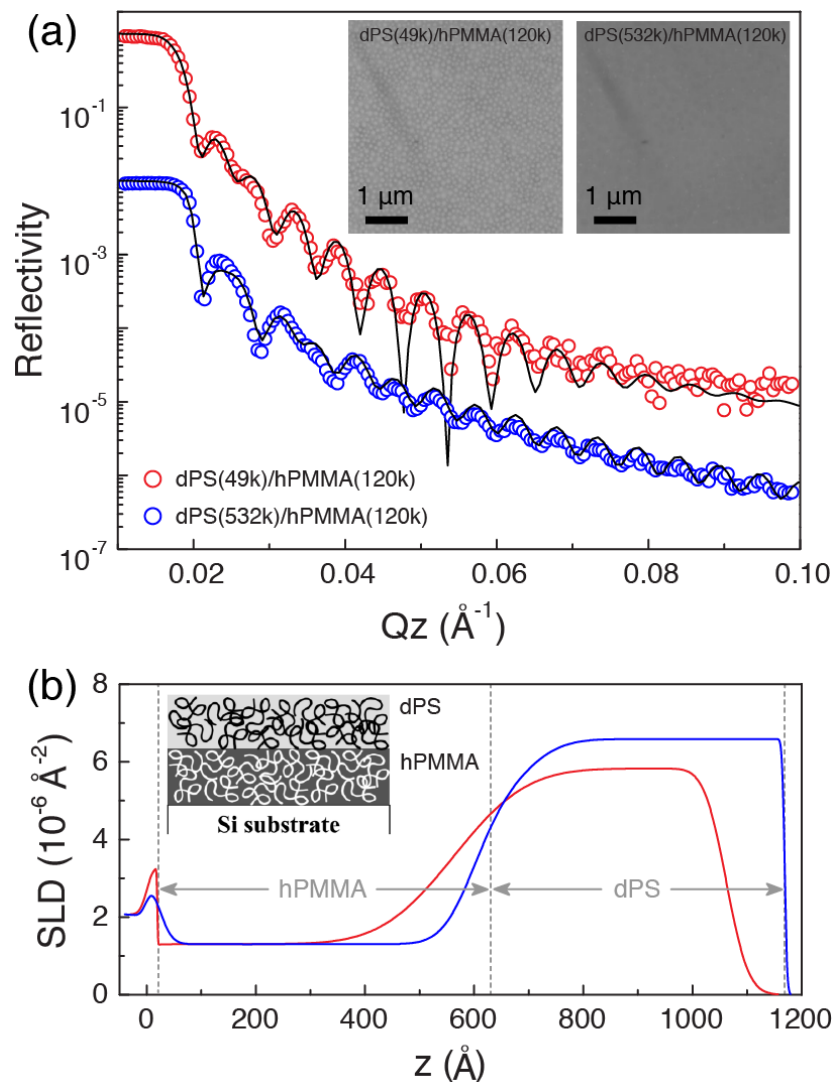 (a)
dPS(49k)/hPMMA(120k)
dPS(532k)/hPMMA(120k)
1 μm
1 μm
10⁻¹
10⁻³
10⁻⁵
10⁻⁷
Reflectivity
dPS(49k)/hPMMA(120k)
dPS(532k)/hPMMA(120k)
0.02 0.04 0.06 0.08 0.10
Qz (Å⁻¹)
(b)
8
6
4
2
0
SLD (10⁻⁶ Å⁻²)
dPS
hPMMA
Si substrate
hPMMA
dPS
0 200 400 600 800 1000 1200
z (Å)